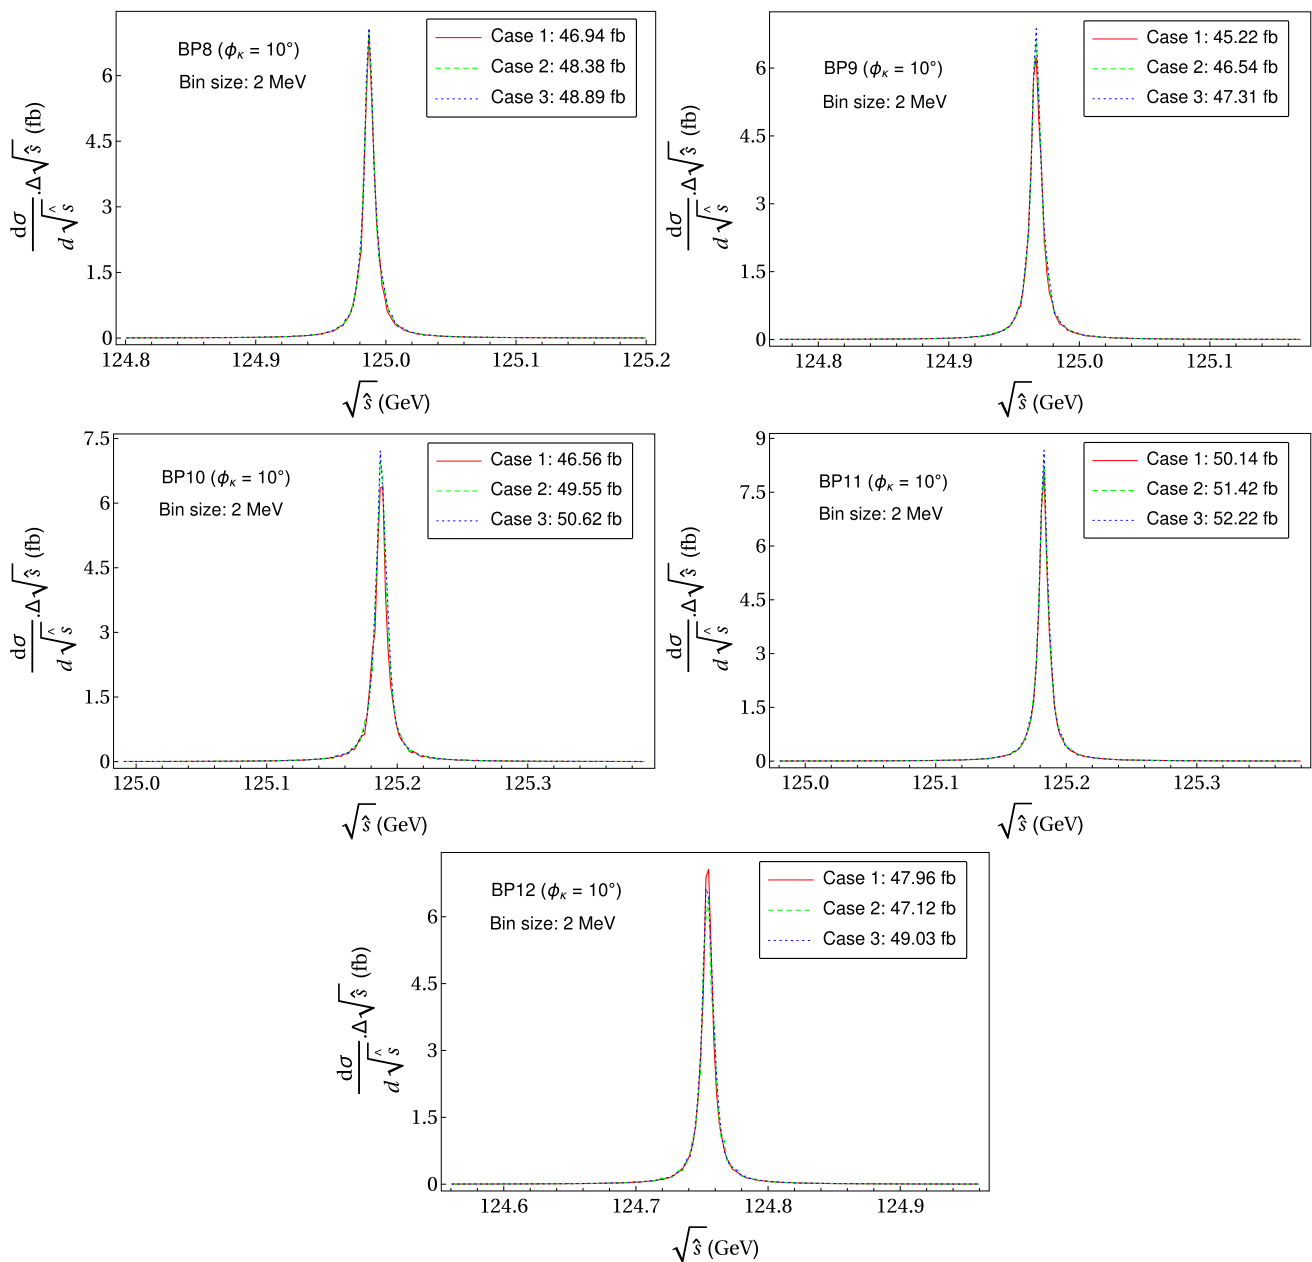 BP8 (ϕκ = 10°)
Bin size: 2 MeV
Case 1: 46.94 fb
Case 2: 48.38 fb
Case 3: 48.89 fb
6
4.5
3
1.5
0
dσ/d√ŝ .Δ√ŝ (fb)
124.8 124.9 125.0 125.1 125.2
√ŝ (GeV)
BP9 (ϕκ = 10°)
Bin size: 2 MeV
Case 1: 45.22 fb
Case 2: 46.54 fb
Case 3: 47.31 fb
6
4.5
3
1.5
0
dσ/d√ŝ .Δ√ŝ (fb)
124.8 124.9 125.0 125.1
√ŝ (GeV)
BP10 (ϕκ = 10°)
Bin size: 2 MeV
Case 1: 46.56 fb
Case 2: 49.55 fb
Case 3: 50.62 fb
7.5
6
4.5
3
1.5
0
dσ/d√ŝ .Δ√ŝ (fb)
125.0 125.1 125.2 125.3
√ŝ (GeV)
BP11 (ϕκ = 10°)
Bin size: 2 MeV
Case 1: 50.14 fb
Case 2: 51.42 fb
Case 3: 52.22 fb
9
7.5
6
4.5
3
1.5
0
dσ/d√ŝ .Δ√ŝ (fb)
125.0 125.1 125.2 125.3
√ŝ (GeV)
BP12 (ϕκ = 10°)
Bin size: 2 MeV
Case 1: 47.96 fb
Case 2: 47.12 fb
Case 3: 49.03 fb
6
4.5
3
1.5
0
dσ/d√ŝ .Δ√ŝ (fb)
124.6 124.7 124.8 124.9
√ŝ (GeV)